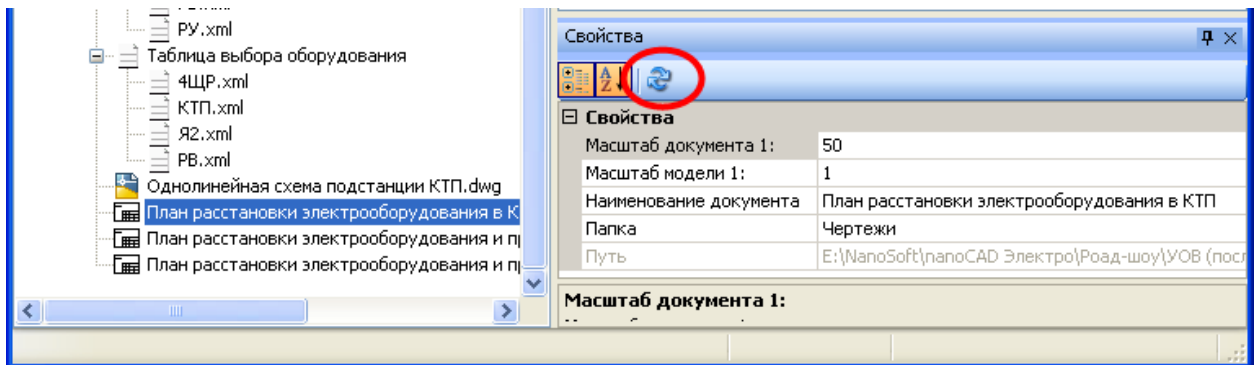 РУ.xml
Таблица выбора оборудования
4ЩР.xml
КТП.xml
Я2.xml
РВ.xml
Однолинейная схема подстанции КТП.dwg
План расстановки электрооборудования в К
План расстановки электрооборудования и п
План расстановки электрооборудования и п
Свойства
Свойства
Масштаб документа 1: 50
Масштаб модели 1: 1
Наименование документа План расстановки электрооборудования в КТП
Папка Чертежи
Путь E:\NanoSoft\nanoCAD Электро\Роад-шоу\УОВ (посл
Масштаб документа 1: